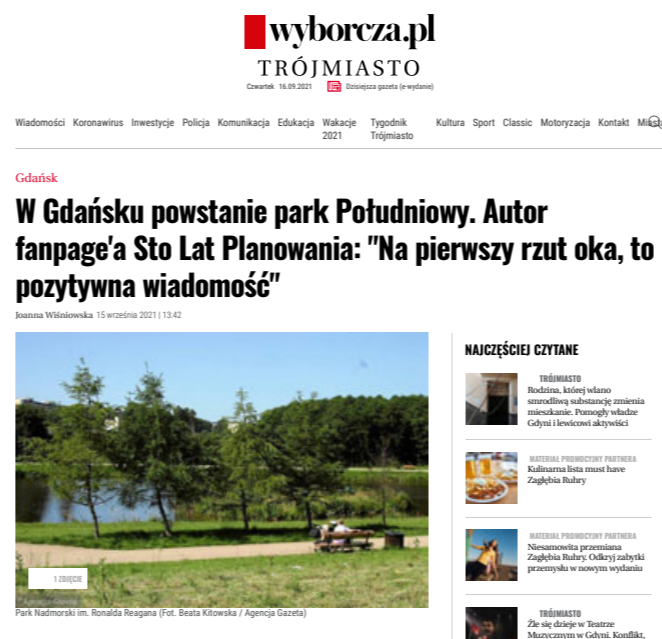 wyborcza.pl
TRÓJMIASTO
Czwartek 16.09.2021 Dzisiejsza gazeta (e-wydanie)
Wiadomości Koronawirus Inwestycje Policja Komunikacja Edukacja Wakacje 2021 Tygodnik Trójmiasto Kultura Sport Classic Motoryzacja Kontakt
Gdańsk
W Gdańsku powstanie park Południowy. Autor
fanpage'a Sto Lat Planowania: "Na pierwszy rzut oka, to
pozytywna wiadomość"
Joanna Wiśniowska 15 września 2021 | 13:42
1 ZDJĘCIE
Park Nadmorski im. Ronalda Reagana (Fot. Beata Kitowska / Agencja Gazeta)
NAJCZĘŚCIEJ CZYTANE
TRÓJMIASTO
Rodzina, której wlano
smrodliwą substancję zmienia
mieszkanie. Pomogły władze
Gdyni i lewicowi aktywiści
MATERIAŁ PROMOCYJNY PARTNERA
Kulinarna lista must have
Zagłębia Ruhry
MATERIAŁ PROMOCYJNY PARTNERA
Niesamowita przemiana
Zagłębia Ruhry. Odkryj zabytki
przemysłu w nowym wydaniu
TRÓJMIASTO
Źle się dzieje w Teatrze
Muzycznym w Gdyni. Konflikt,